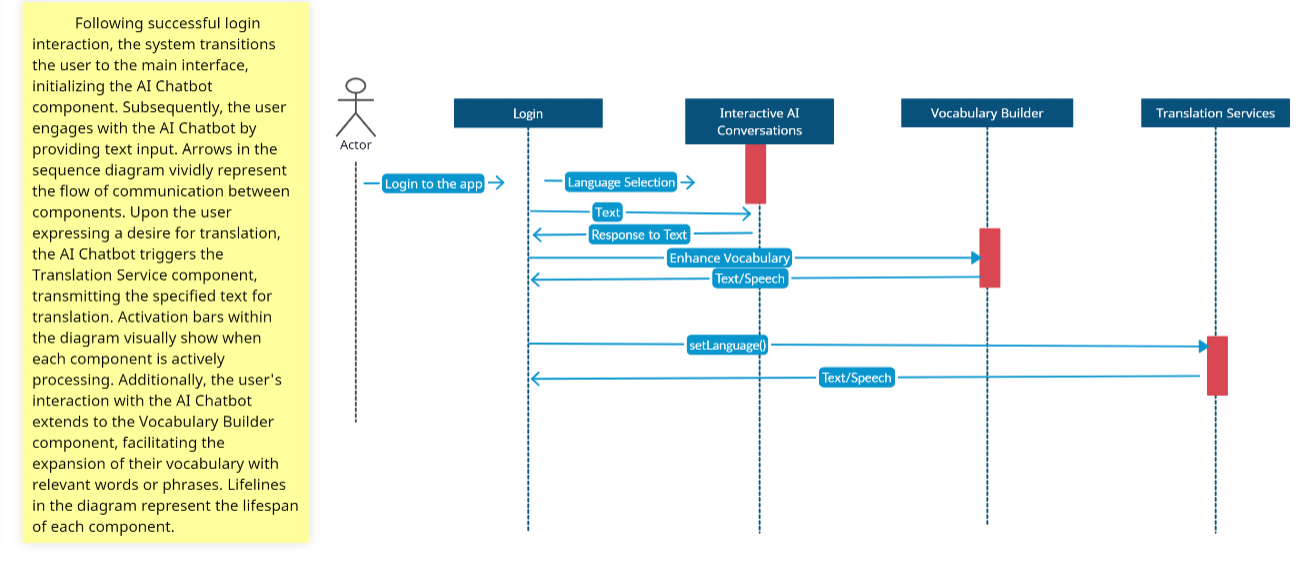 Following successful login
interaction, the system transitions
the user to the main interface,
initializing the AI Chatbot
component. Subsequently, the user
engages with the AI Chatbot by
providing text input. Arrows in the
sequence diagram vividly represent
the flow of communication between
components. Upon the user
expressing a desire for translation,
the AI Chatbot triggers the
Translation Service component,
transmitting the specified text for
translation. Activation bars within
the diagram visually show when
each component is actively
processing. Additionally, the user's
interaction with the AI Chatbot
extends to the Vocabulary Builder
component, facilitating the
expansion of their vocabulary with
relevant words or phrases. Lifelines
in the diagram represent the lifespan
of each component.
Actor
Login
Interactive AI
Conversations
Vocabulary Builder
Translation Services
Login to the app
Language Selection
Text
Response to Text
Enhance Vocabulary
Text/Speech
setLanguage()
Text/Speech